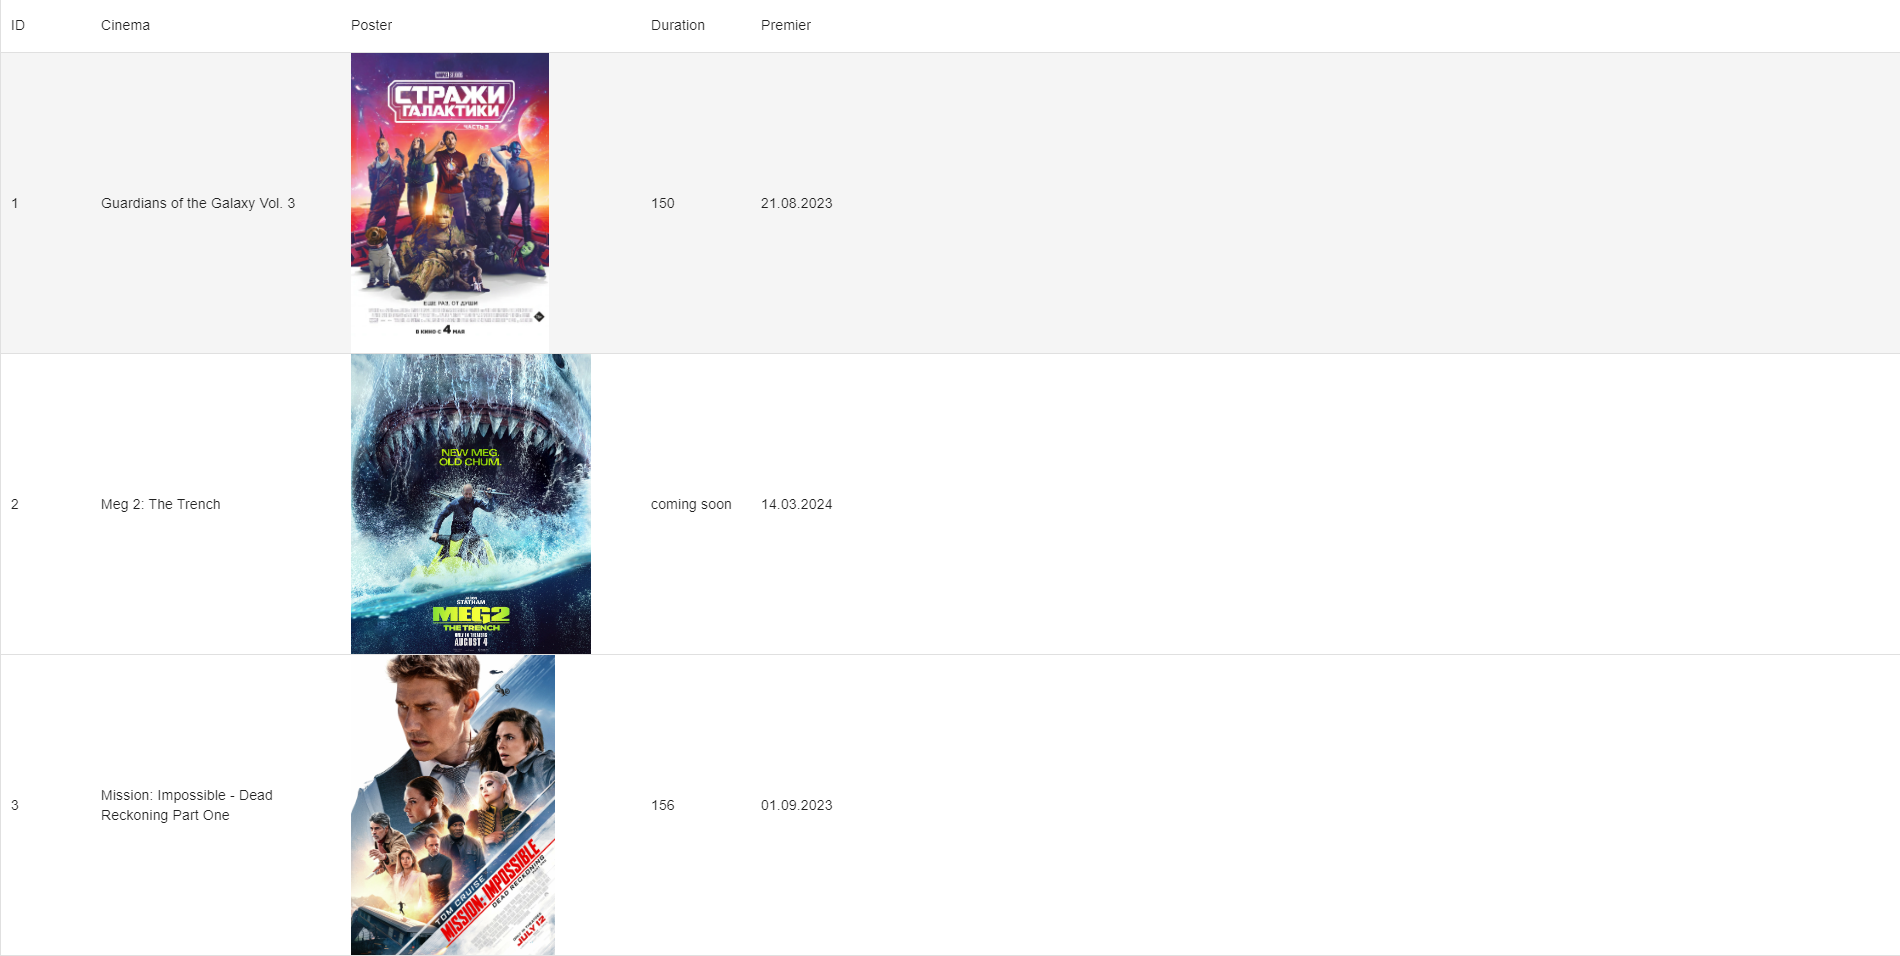 ID Cinema Poster Duration Premier
СТРАЖИ
ГАЛАКТИКИ
ЕЩЕ РАЗ. ОТ ДУШИ
В КИНО С 4 МАЯ
1 Guardians of the Galaxy Vol. 3 150 21.08.2023
NEW MEG.
OLD CHUM.
STATHAM
MEG2
THE TRENCH
ONLY IN THEATERS
AUGUST 4
2 Meg 2: The Trench coming soon 14.03.2024
TOM CRUISE
MISSION: IMPOSSIBLE
DEAD RECKONING
JULY 12
3 Mission: Impossible - Dead
Reckoning Part One 156 01.09.2023